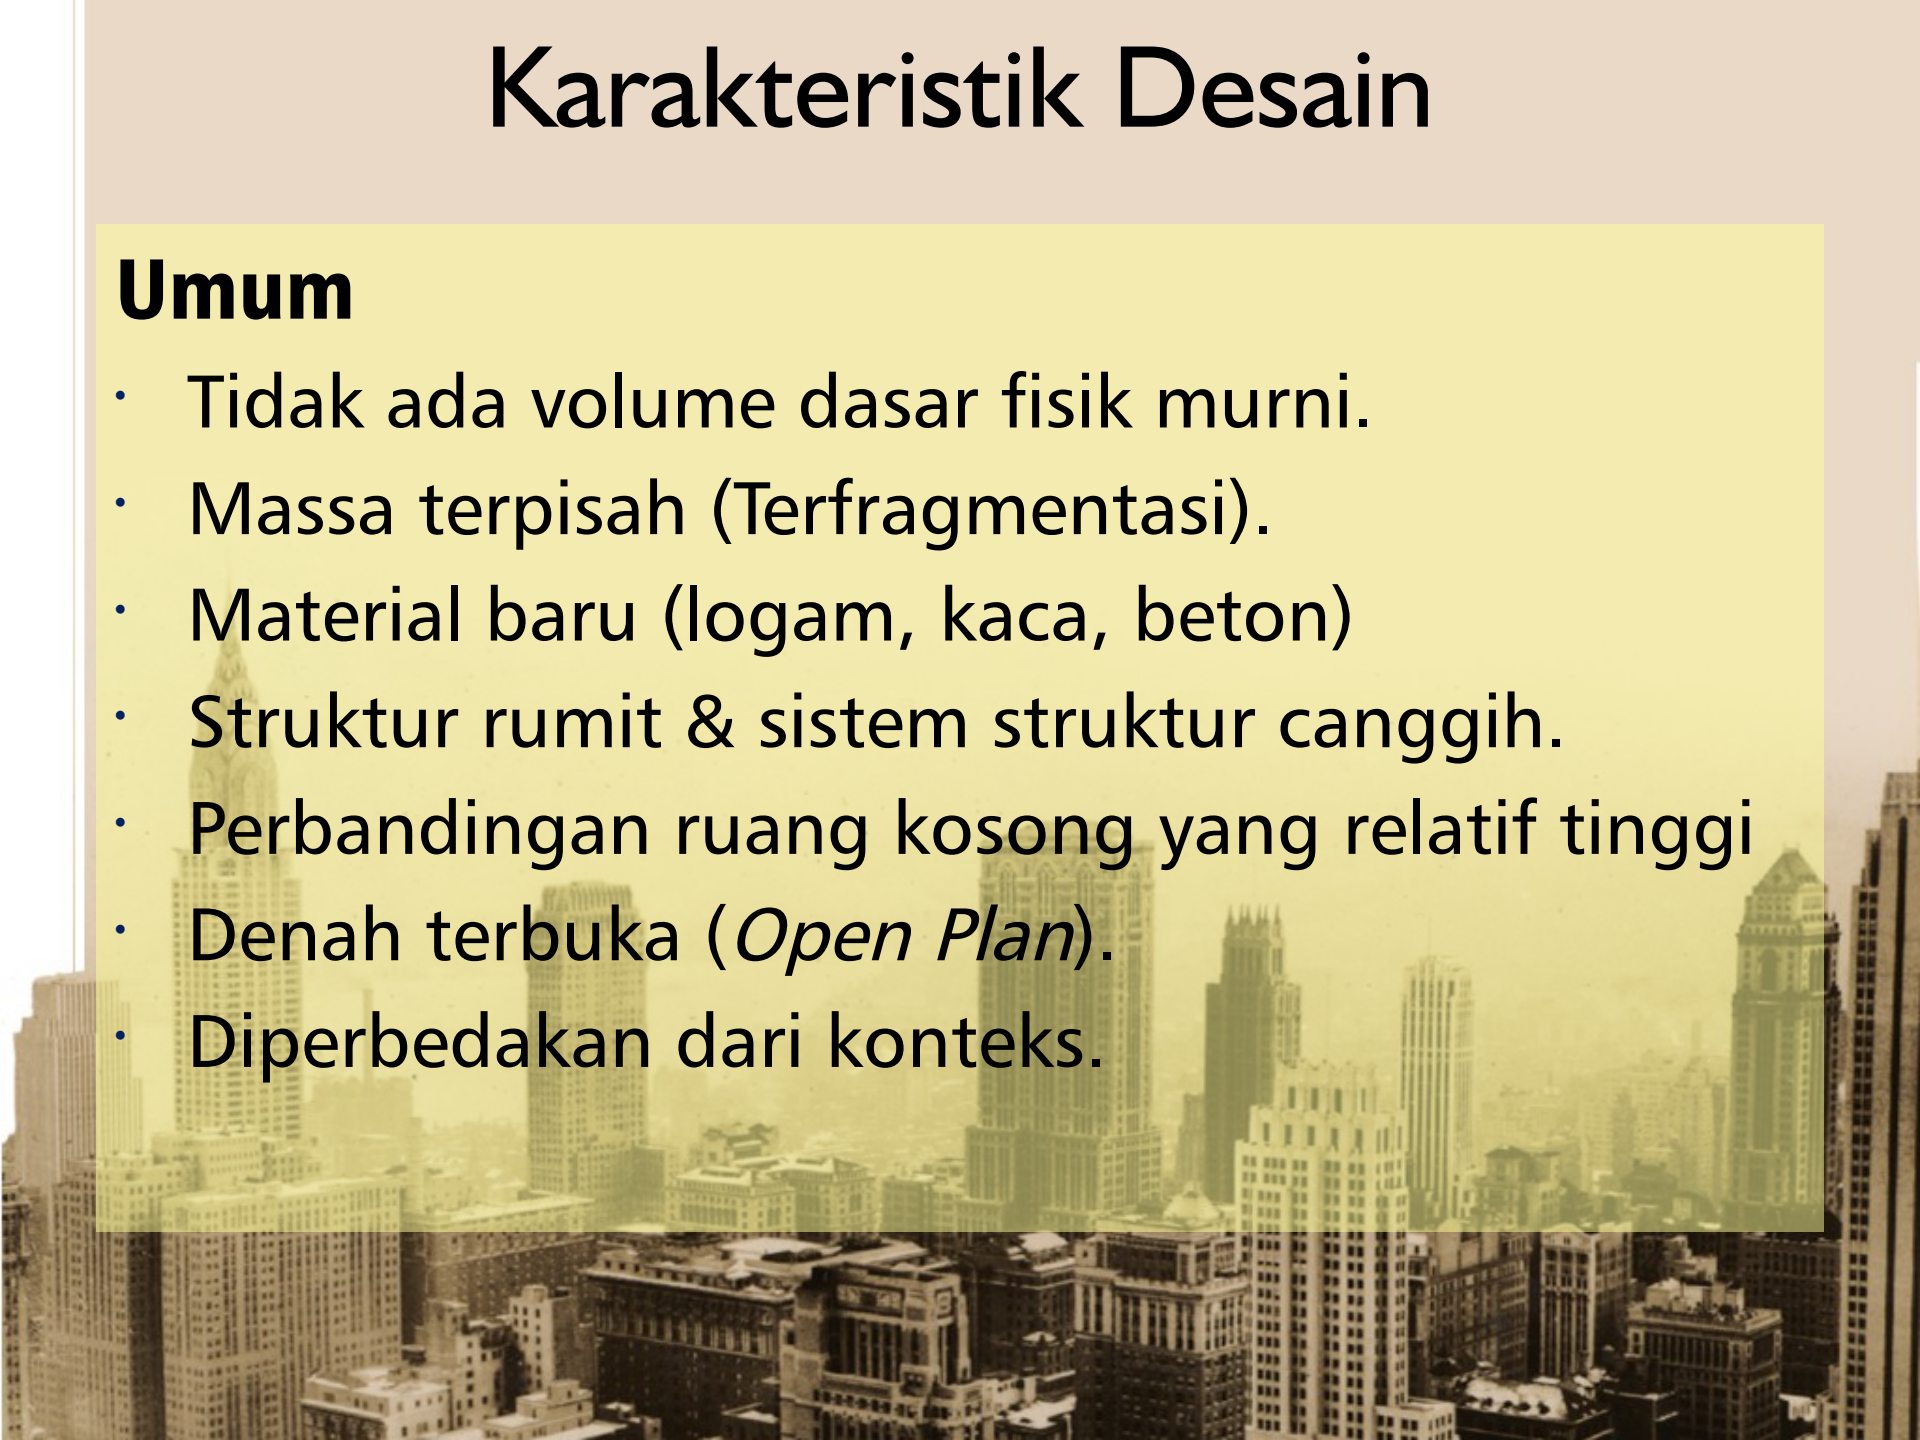 Karakteristik Desain
Umum
• Tidak ada volume dasar fisik murni.
• Massa terpisah (Terfragmentasi).
• Material baru (logam, kaca, beton)
• Struktur rumit & sistem struktur canggih.
• Perbandingan ruang kosong yang relatif tinggi
• Denah terbuka (Open Plan).
• Diperbedakan dari konteks.